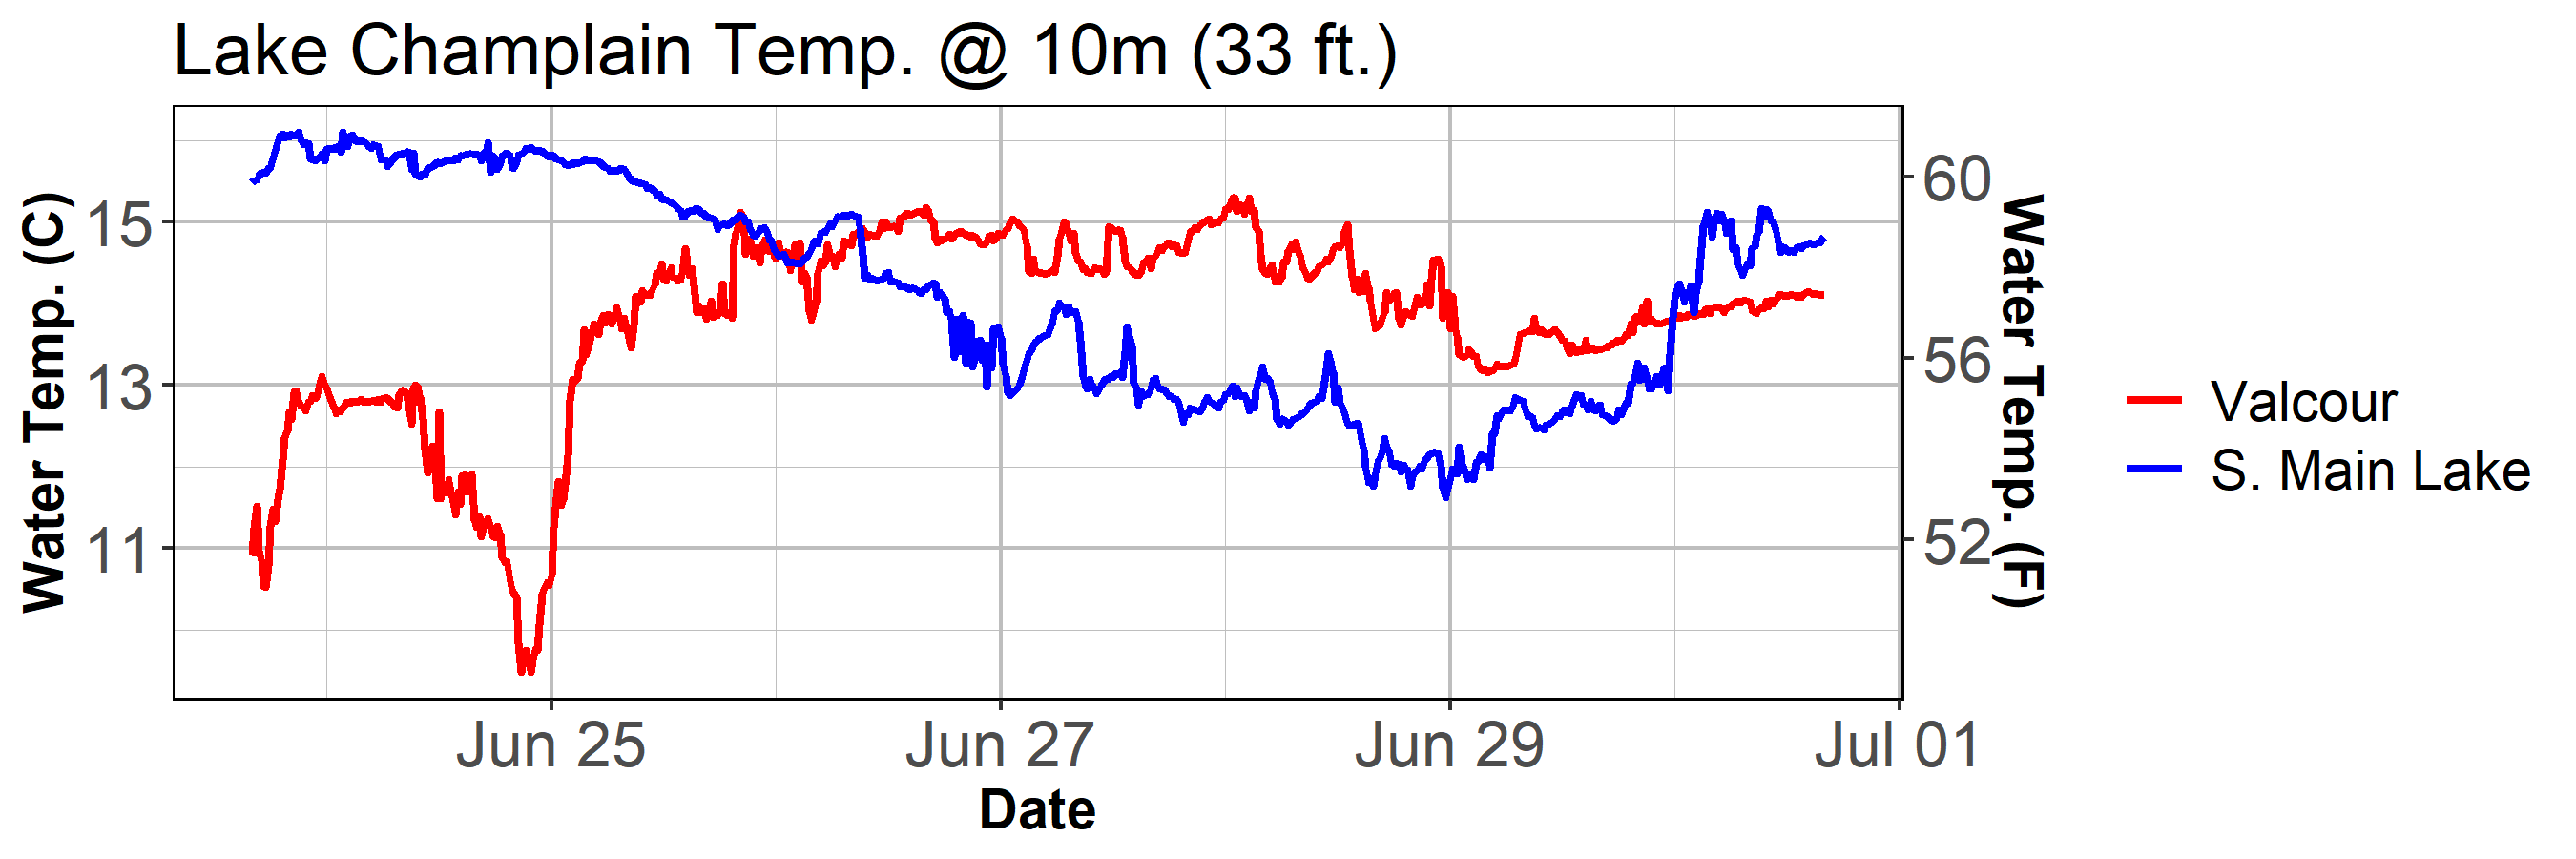 Lake Champlain Temp. @ 10m (33 ft.)
Water Temp. (C)
15
13
11
60
56
52
Water Temp. (F)
Jun 25
Jun 27
Jun 29
Jul 01
Date
Valcour
S. Main Lake